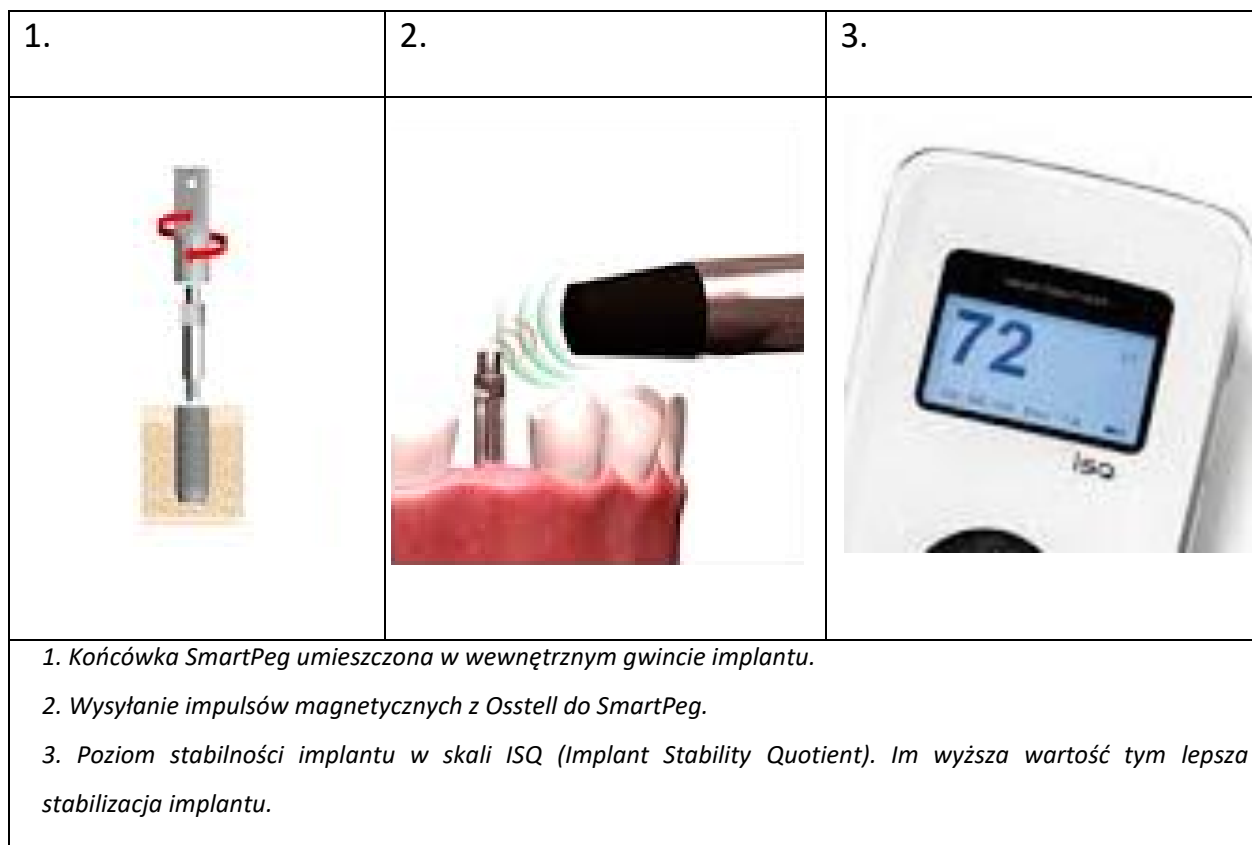 1.
2.
3.
72
isq
1. Końcówka SmartPeg umieszczona w wewnętrznym gwincie implantu.
2. Wysyłanie impulsów magnetycznych z Osstell do SmartPeg.
3. Poziom stabilności implantu w skali ISQ (Implant Stability Quotient). Im wyższa wartość tym lepsza
stabilizacja implantu.